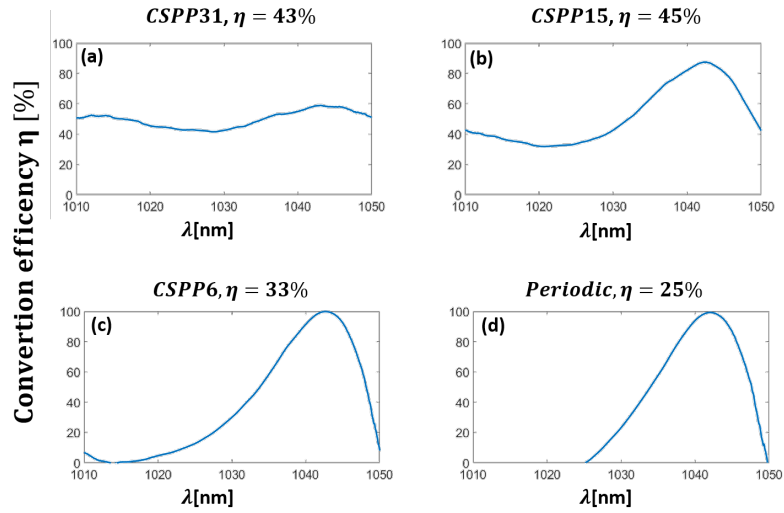 CSPP31, η = 43%
CSPP15, η = 45%
Convertion efficency η [%]
(a)
100
80
60
40
20
0
1010 1020 1030 1040 1050
λ[nm]
(b)
100
80
60
40
20
0
1010 1020 1030 1040 1050
λ[nm]
CSPP6, η = 33%
Periodic, η = 25%
(c)
100
80
60
40
20
0
1010 1020 1030 1040 1050
λ[nm]
(d)
100
80
60
40
20
0
1010 1020 1030 1040 1050
λ[nm]